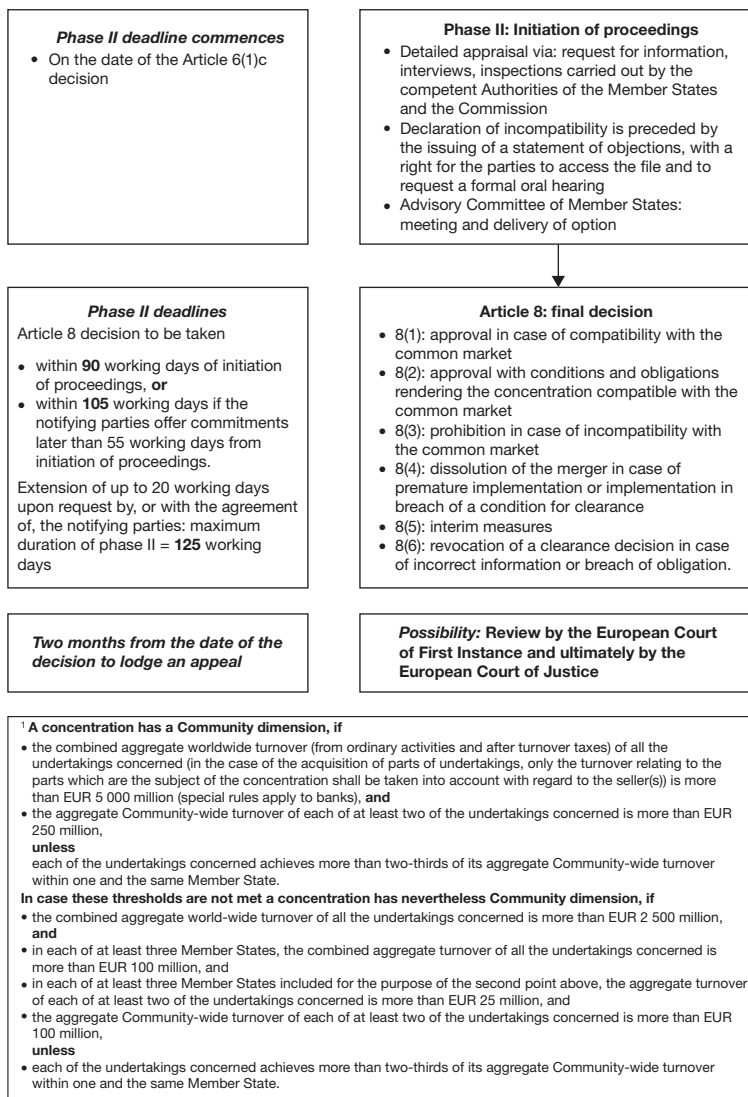 Phase II deadline commences
• On the date of the Article 6(1)c
decision
Phase II: Initiation of proceedings
• Detailed appraisal via: request for information,
interviews, inspections carried out by the
competent Authorities of the Member States
and the Commission
• Declaration of incompatibility is preceded by
the issuing of a statement of objections, with a
right for the parties to access the file and to
request a formal oral hearing
• Advisory Committee of Member States:
meeting and delivery of option
Phase II deadlines
Article 8 decision to be taken
• within 90 working days of initiation
of proceedings, or
• within 105 working days if the
notifying parties offer commitments
later than 55 working days from
initiation of proceedings.
Extension of up to 20 working days
upon request by, or with the agreement
of, the notifying parties: maximum
duration of phase II = 125 working
days
Article 8: final decision
• 8(1): approval in case of compatibility with the
common market
• 8(2): approval with conditions and obligations
rendering the concentration compatible with the
common market
• 8(3): prohibition in case of incompatibility with
the common market
• 8(4): dissolution of the merger in case of
premature implementation or implementation in
breach of a condition for clearance
• 8(5): interim measures
• 8(6): revocation of a clearance decision in case
of incorrect information or breach of obligation.
Two months from the date of the
decision to lodge an appeal
Possibility: Review by the European Court
of First Instance and ultimately by the
European Court of Justice
1 A concentration has a Community dimension, if
• the combined aggregate worldwide turnover (from ordinary activities and after turnover taxes) of all the
undertakings concerned (in the case of the acquisition of parts of undertakings, only the turnover relating to the
parts which are the subject of the concentration shall be taken into account with regard to the seller(s)) is more
than EUR 5 000 million (special rules apply to banks), and
• the aggregate Community-wide turnover of each of at least two of the undertakings concerned is more than EUR
250 million,
unless
each of the undertakings concerned achieves more than two-thirds of its aggregate Community-wide turnover
within one and the same Member State.
In case these thresholds are not met a concentration has nevertheless Community dimension, if
• the combined aggregate world-wide turnover of all the undertakings concerned is more than EUR 2 500 million,
and
• in each of at least three Member States, the combined aggregate turnover of all the undertakings concerned is
more than EUR 100 million, and
• in each of at least three Member States included for the purpose of the second point above, the aggregate turnover
of each of at least two of the undertakings concerned is more than EUR 25 million, and
• the aggregate Community-wide turnover of each of at least two of the undertakings concerned is more than EUR
100 million,
unless
• each of the undertakings concerned achieves more than two-thirds of its aggregate Community-wide turnover
within one and the same Member State.